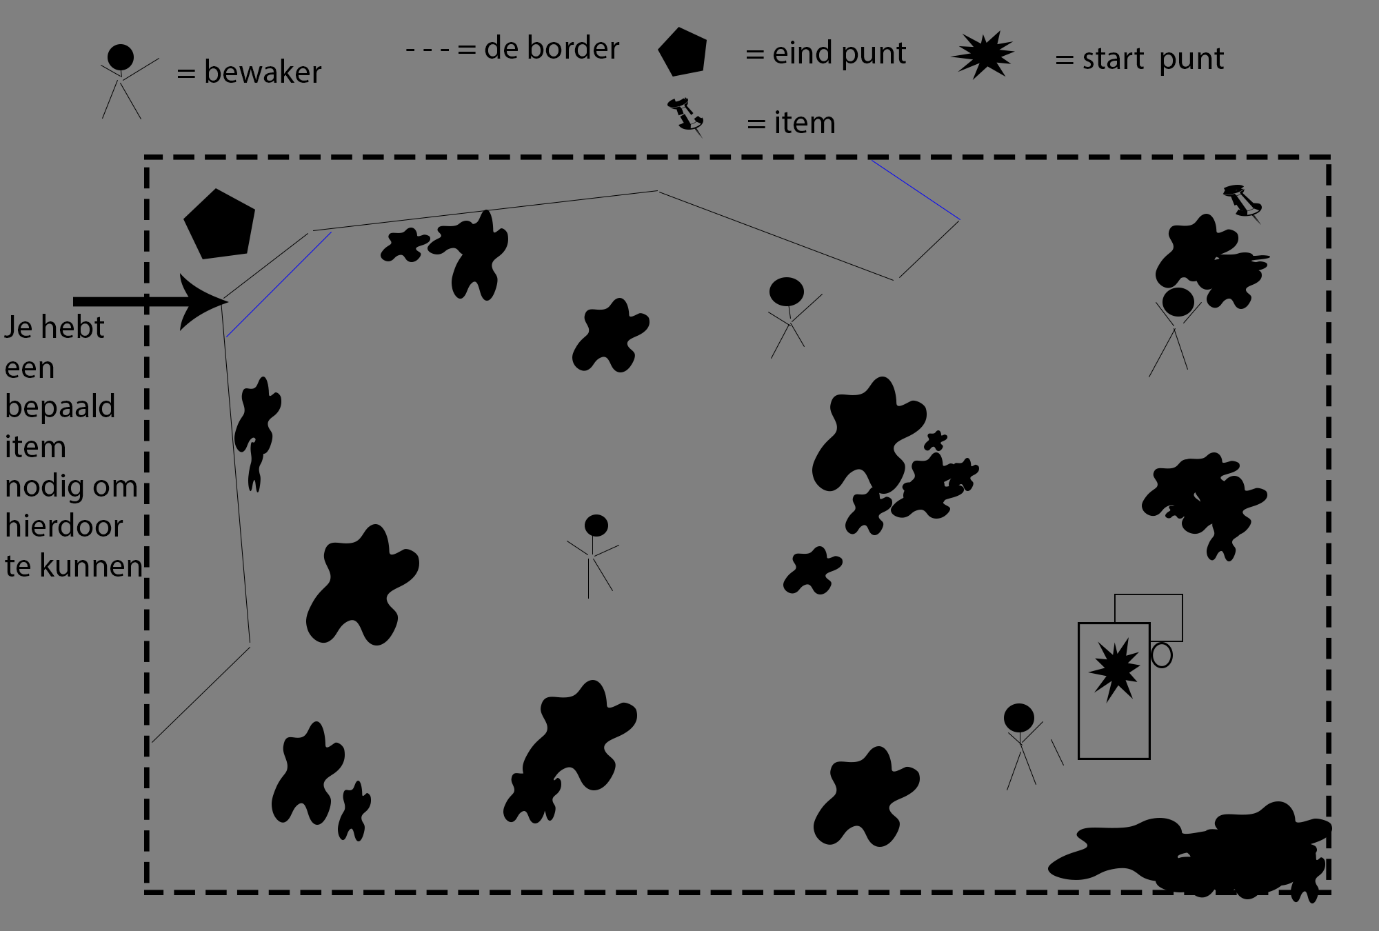 = bewaker
- - - = de border
= eind punt
= start punt
= item
Je hebt
een
bepaald
item
nodig om
hierdoor
te kunnen